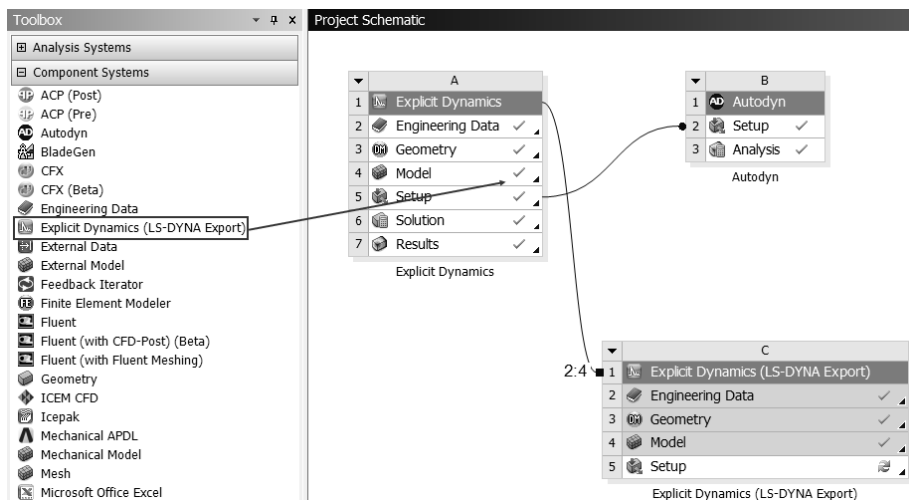 Toolbox
Project Schematic
Analysis Systems
Component Systems
ACP (Post)
ACP (Pre)
Autodyn
BladeGen
CFX
CFX (Beta)
Engineering Data
Explicit Dynamics (LS-DYNA Export)
External Data
External Model
Feedback Iterator
Finite Element Modeler
Fluent
Fluent (with CFD-Post) (Beta)
Fluent (with Fluent Meshing)
Geometry
ICEM CFD
Icepak
Mechanical APDL
Mechanical Model
Mesh
Microsoft Office Excel
A
1 Explicit Dynamics
2 Engineering Data
3 Geometry
4 Model
5 Setup
6 Solution
7 Results
Explicit Dynamics
B
1 AD Autodyn
2 Setup
3 Analysis
Autodyn
2:4
C
1 Explicit Dynamics (LS-DYNA Export)
2 Engineering Data
3 Geometry
4 Model
5 Setup
Explicit Dynamics (LS-DYNA Export)